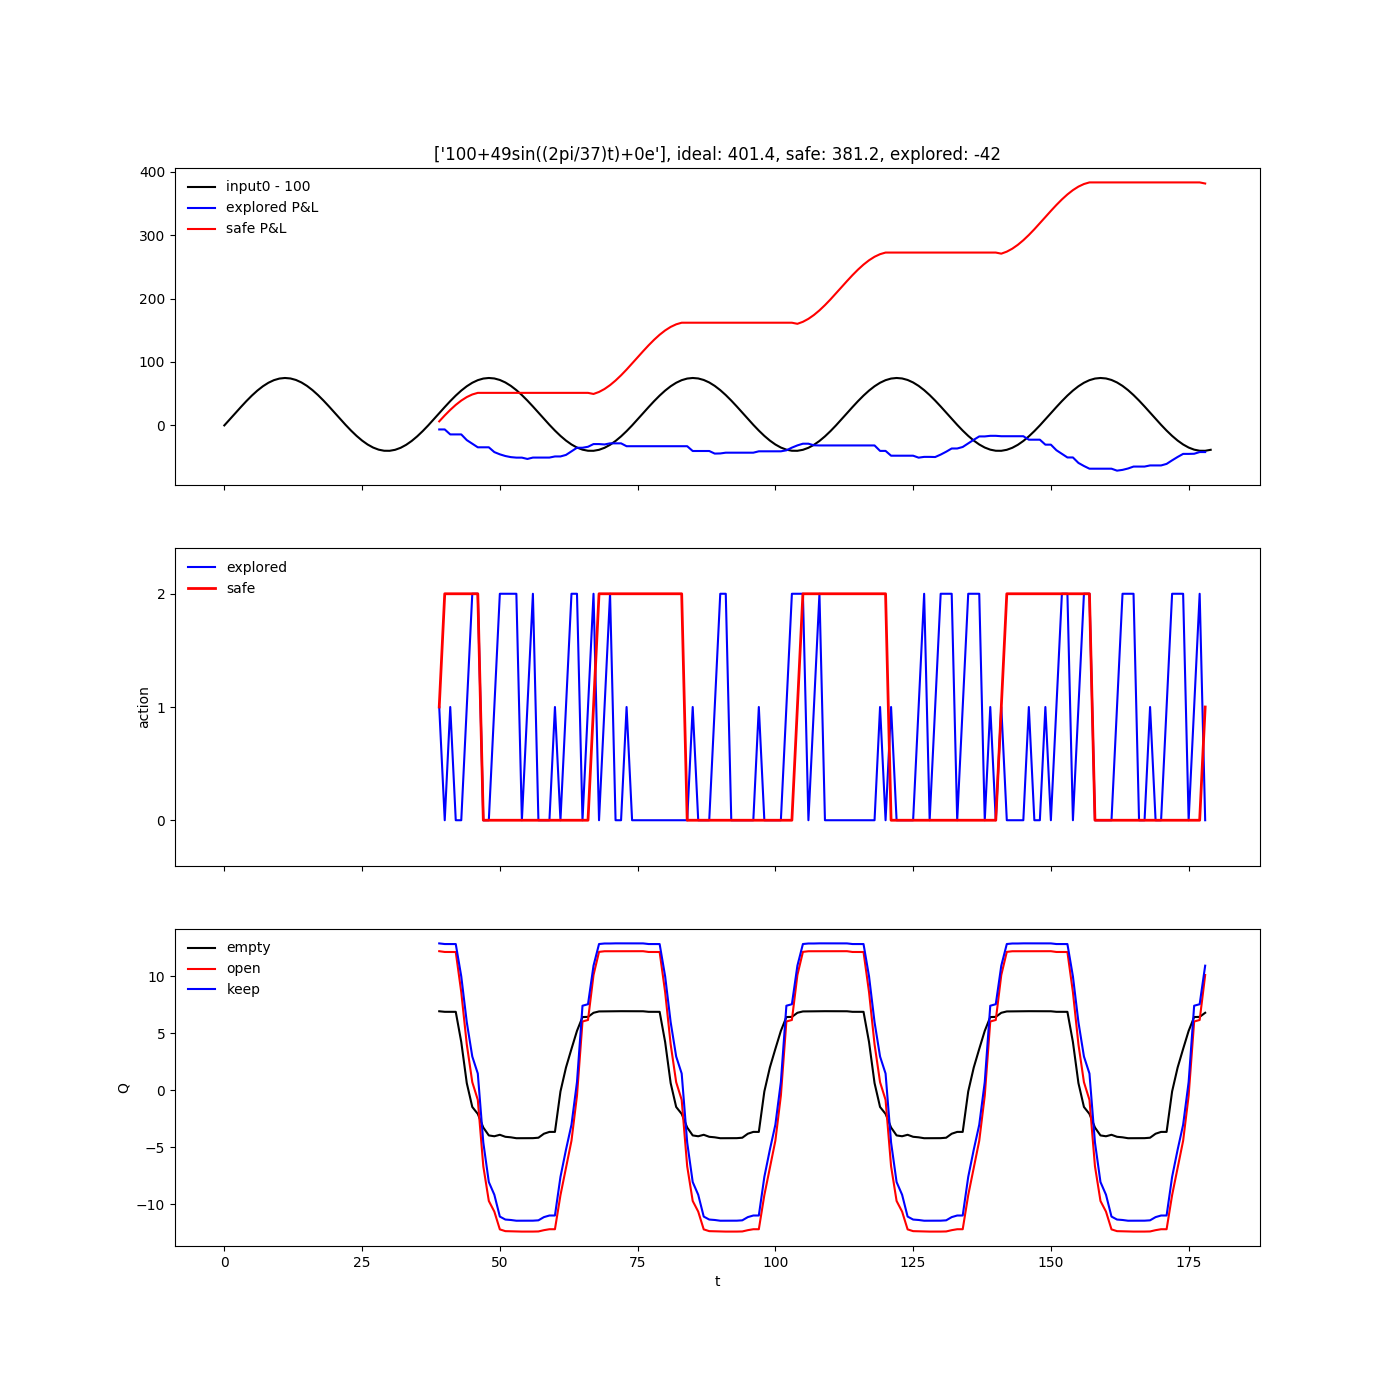 ['100+49sin((2pi/37)t)+0e'], ideal: 401.4, safe: 381.2, explored: -42
400
300
200
100
0
input0 - 100
explored P&L
safe P&L
action
2
1
0
explored
safe
Q
10
5
0
−5
−10
empty
open
keep
0 25 50 75 100 125 150 175
t